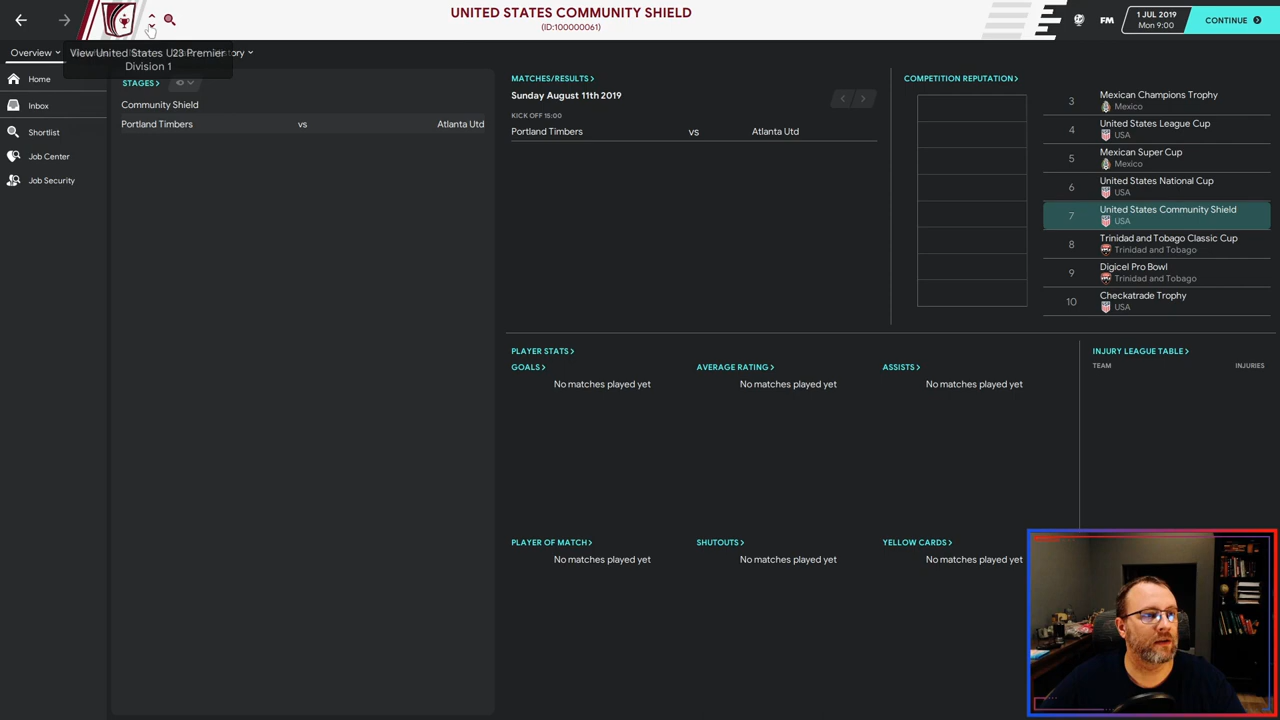 UNITED STATES COMMUNITY SHIELD
(ID:100000061)
FM
1 JUL 2019
Mon 9:00
CONTINUE
Overview
View United States U23 Premier
Division 1
Home
Inbox
Shortlist
Job Center
Job Security
STAGES
Community Shield
Portland Timbers vs Atlanta Utd
MATCHES/RESULTS
Sunday August 11th 2019
KICK OFF 15:00
Portland Timbers vs Atlanta Utd
COMPETITION REPUTATION
3 Mexican Champions Trophy
Mexico
4 United States League Cup
USA
5 Mexican Super Cup
Mexico
6 United States National Cup
USA
7 United States Community Shield
USA
8 Trinidad and Tobago Classic Cup
Trinidad and Tobago
9 Digicel Pro Bowl
Trinidad and Tobago
10 Checkatrade Trophy
USA
PLAYER STATS
GOALS
No matches played yet
AVERAGE RATING
No matches played yet
ASSISTS
No matches played yet
INJURY LEAGUE TABLE
TEAM INJURIES
PLAYER OF MATCH
No matches played yet
SHUTOUTS
No matches played yet
YELLOW CARDS
No matches played yet